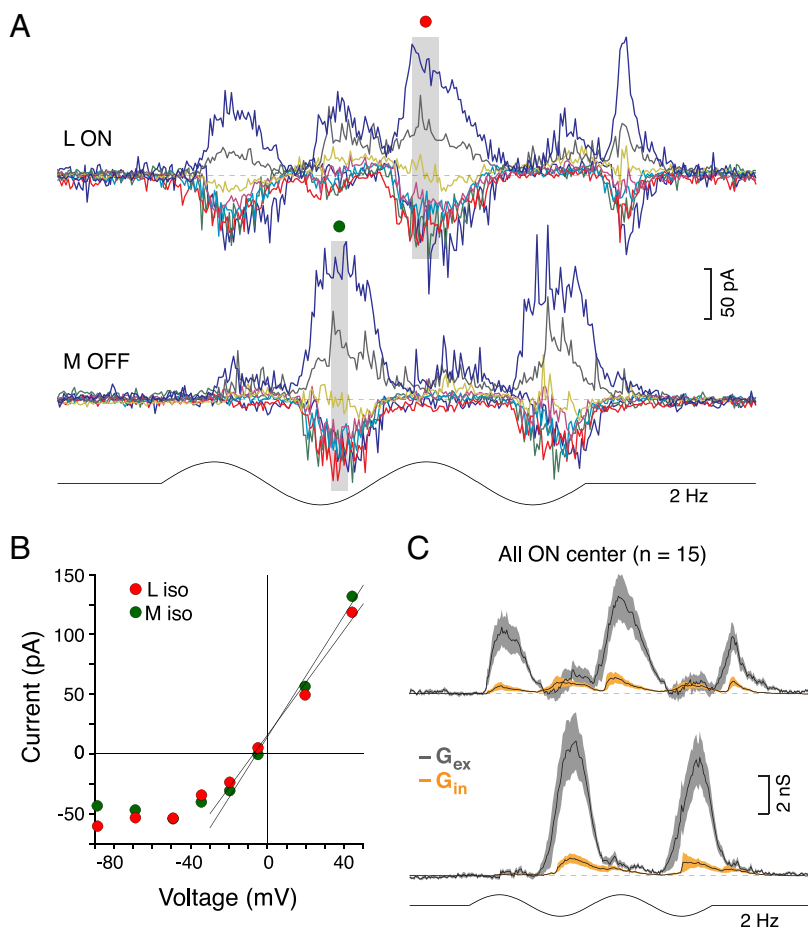 A
L ON
50 pA
M OFF
2 Hz
B
C
All ON center (n = 15)
150
100
50
0
-50
L iso
M iso
Current (pA)
-80
-40
0
40
Voltage (mV)
Gex
Gin
2 nS
2 Hz